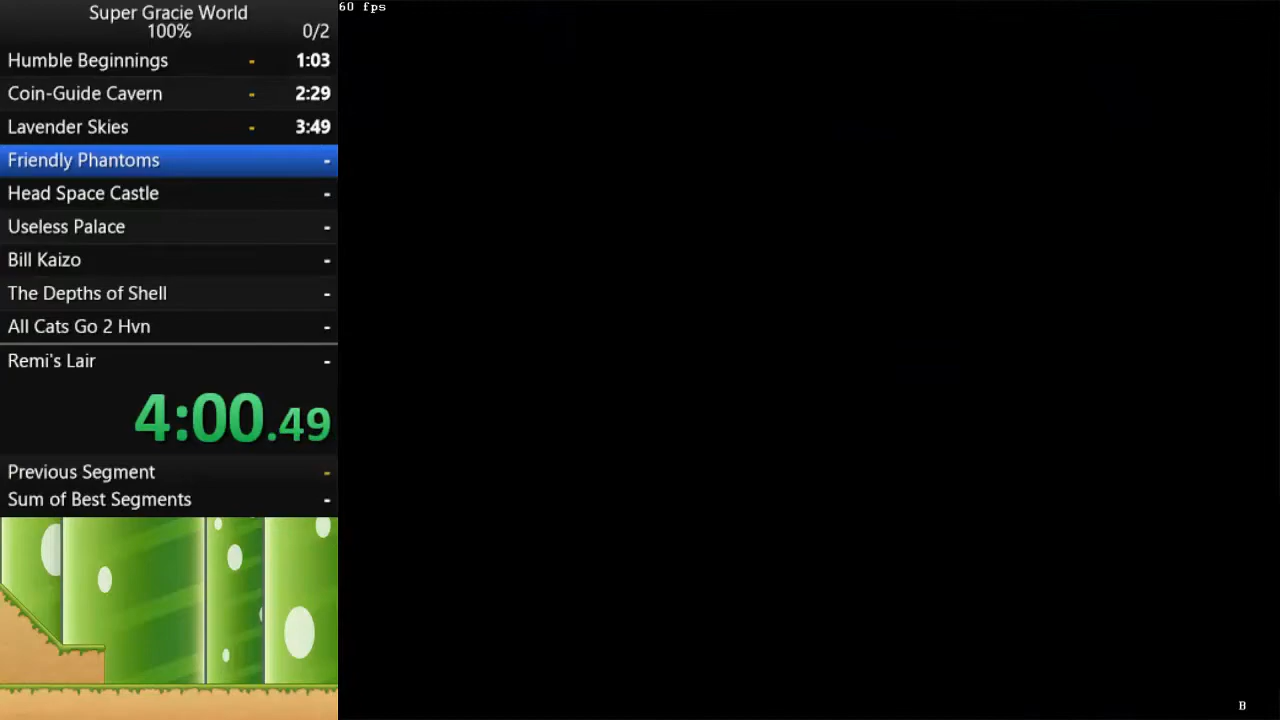 60 fps
Super Gracie World
100% 0/2
Humble Beginnings - 1:03
Coin-Guide Cavern - 2:29
Lavender Skies - 3:49
Friendly Phantoms -
Head Space Castle -
Useless Palace -
Bill Kaizo -
The Depths of Shell -
All Cats Go 2 Hvn -
Remi's Lair -
4:00.49
Previous Segment -
Sum of Best Segments -
B